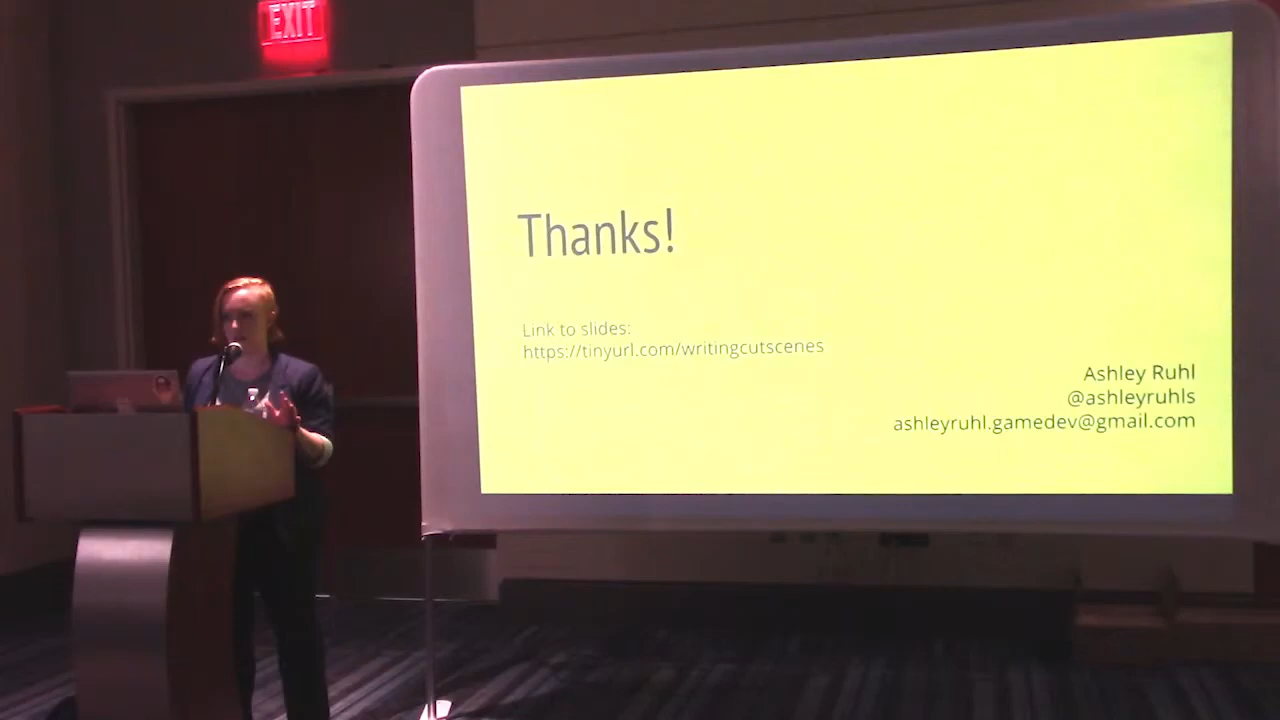 EXIT
Thanks!
Link to slides:
https://tinyurl.com/writingcutscenes
Ashley Ruhl
@ashleyruhls
ashleyruhl.gamedev@gmail.com